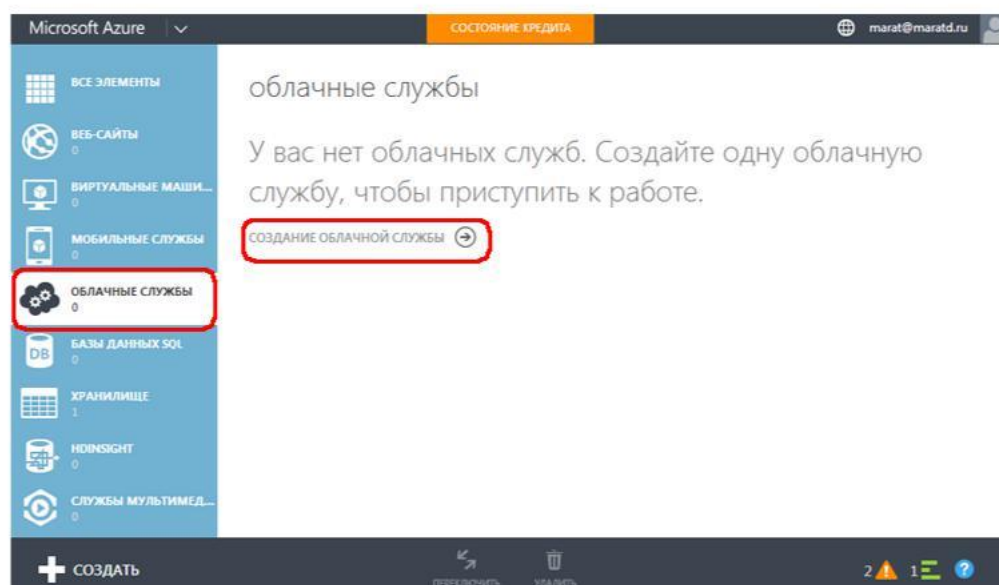 Microsoft Azure
СОСТОЯНИЕ КРЕДИТА
marat@maratd.ru
ВСЕ ЭЛЕМЕНТЫ
ВЕБ-САЙТЫ
0
ВИРТУАЛЬНЫЕ МАШИ...
0
МОБИЛЬНЫЕ СЛУЖБЫ
0
ОБЛАЧНЫЕ СЛУЖБЫ
0
DB
БАЗЫ ДАННЫХ SQL
0
ХРАНИЛИЩЕ
1
HDINSIGHT
0
СЛУЖБЫ МУЛЬТИМЕД...
0
облачные службы
У вас нет облачных служб. Создайте одну облачную
службу, чтобы приступить к работе.
СОЗДАНИЕ ОБЛАЧНОЙ СЛУЖБЫ
СОЗДАТЬ
ПЕРЕКЛЮЧИТЬ
УДАЛИТЬ
2
1
?